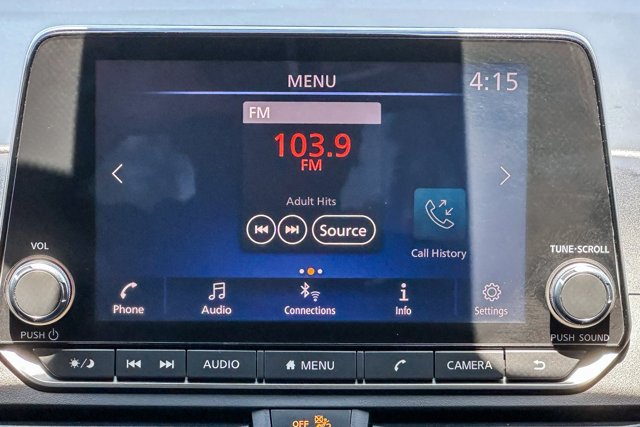 MENU 4:15
FM
103.9
FM
Adult Hits
Source
Call History
VOL
TUNE·SCROLL
Phone Audio Connections Info Settings
PUSH
PUSH SOUND
AUDIO MENU CAMERA
OFF